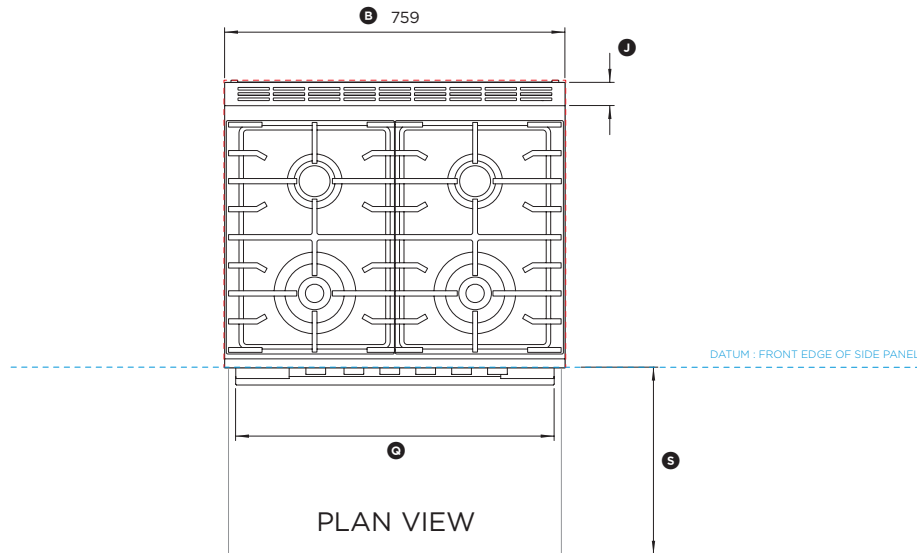 B 759
J
DATUM : FRONT EDGE OF SIDE PANEL
Q
S
PLAN VIEW